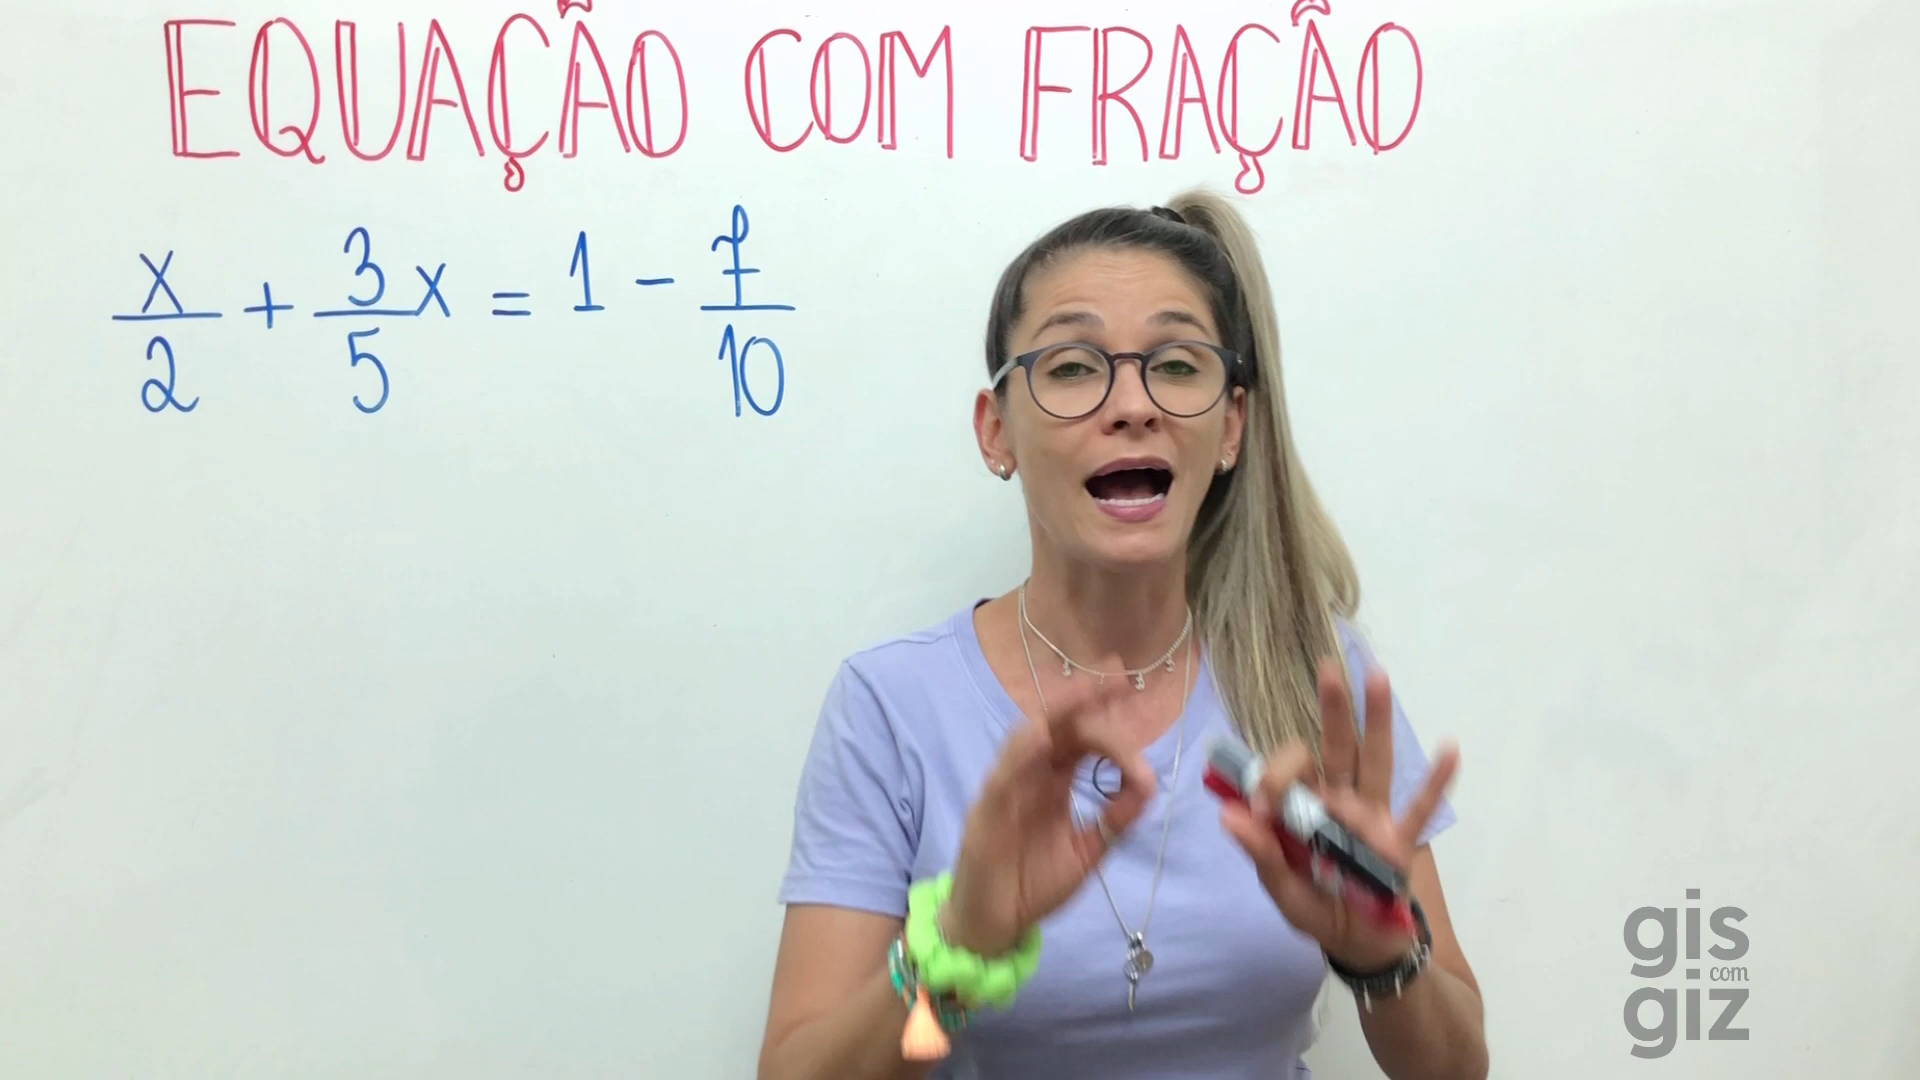 EQUAÇÃO COM FRAÇÃO
x/2 + 3/5 x = 1 - 7/10
gis
com
giz